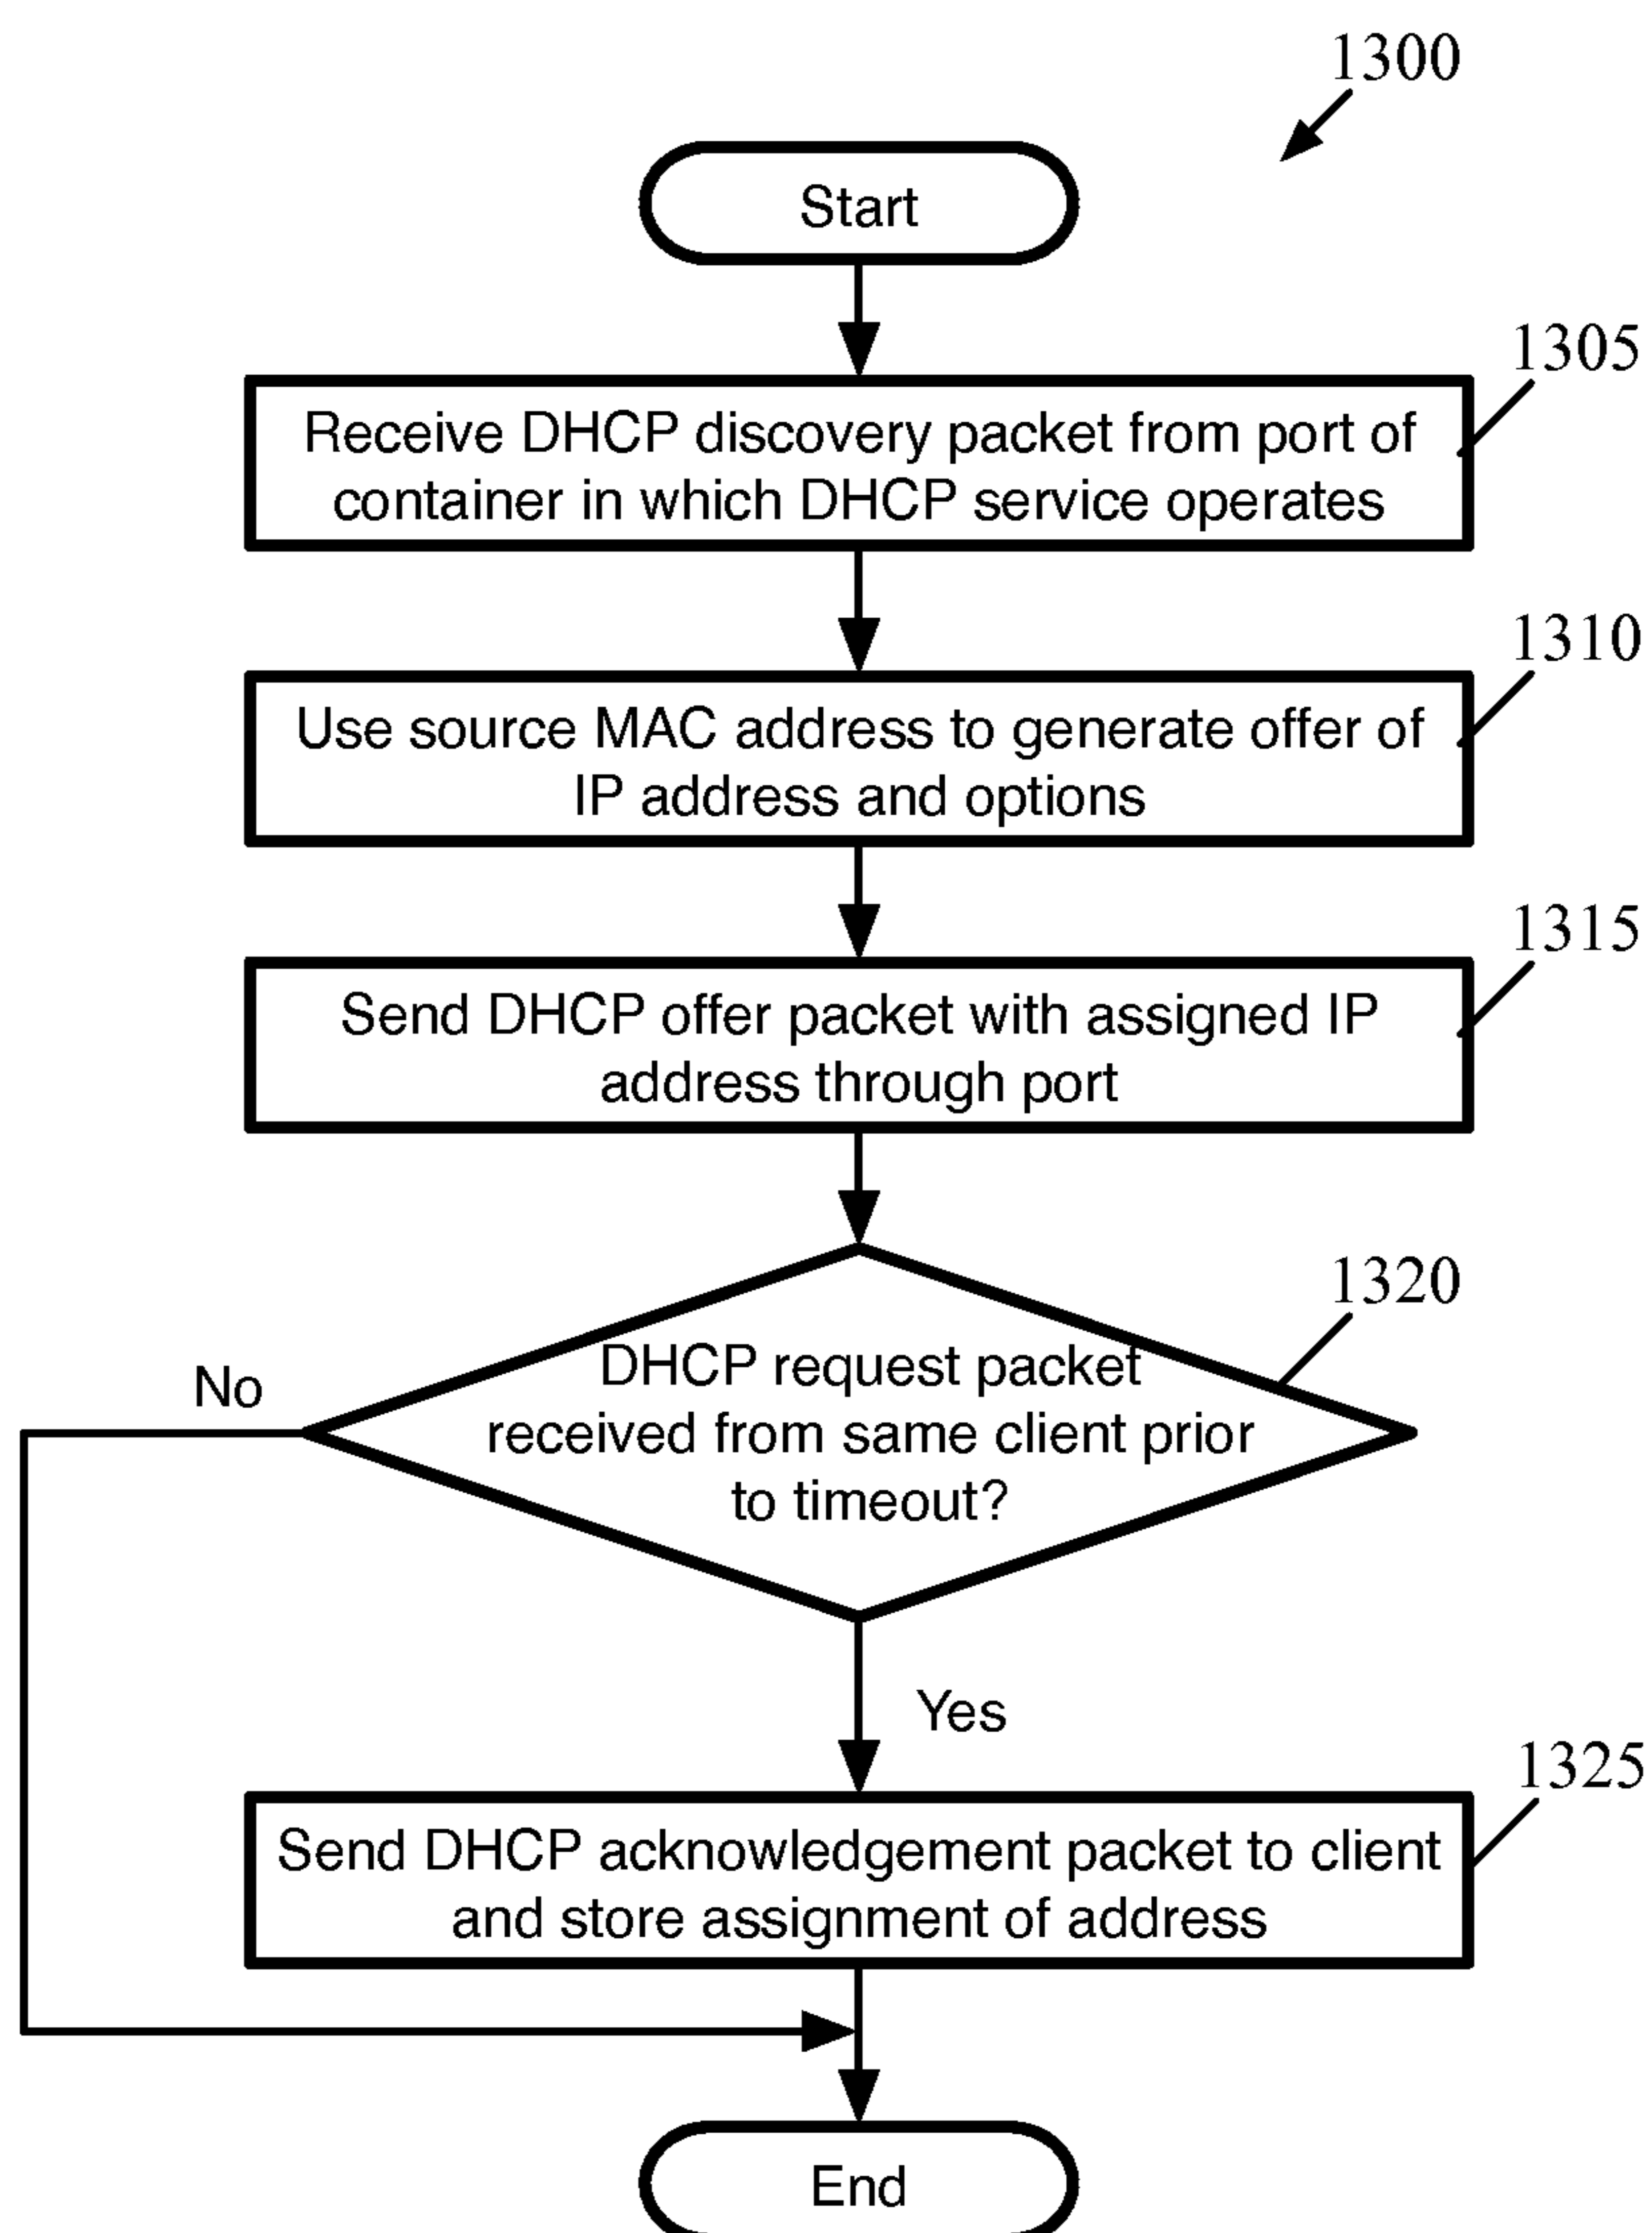 1300
Start
1305
Receive DHCP discovery packet from port of
container in which DHCP service operates
1310
Use source MAC address to generate offer of
IP address and options
1315
Send DHCP offer packet with assigned IP
address through port
1320
DHCP request packet
received from same client prior
to timeout?
No
Yes
1325
Send DHCP acknowledgement packet to client
and store assignment of address
End